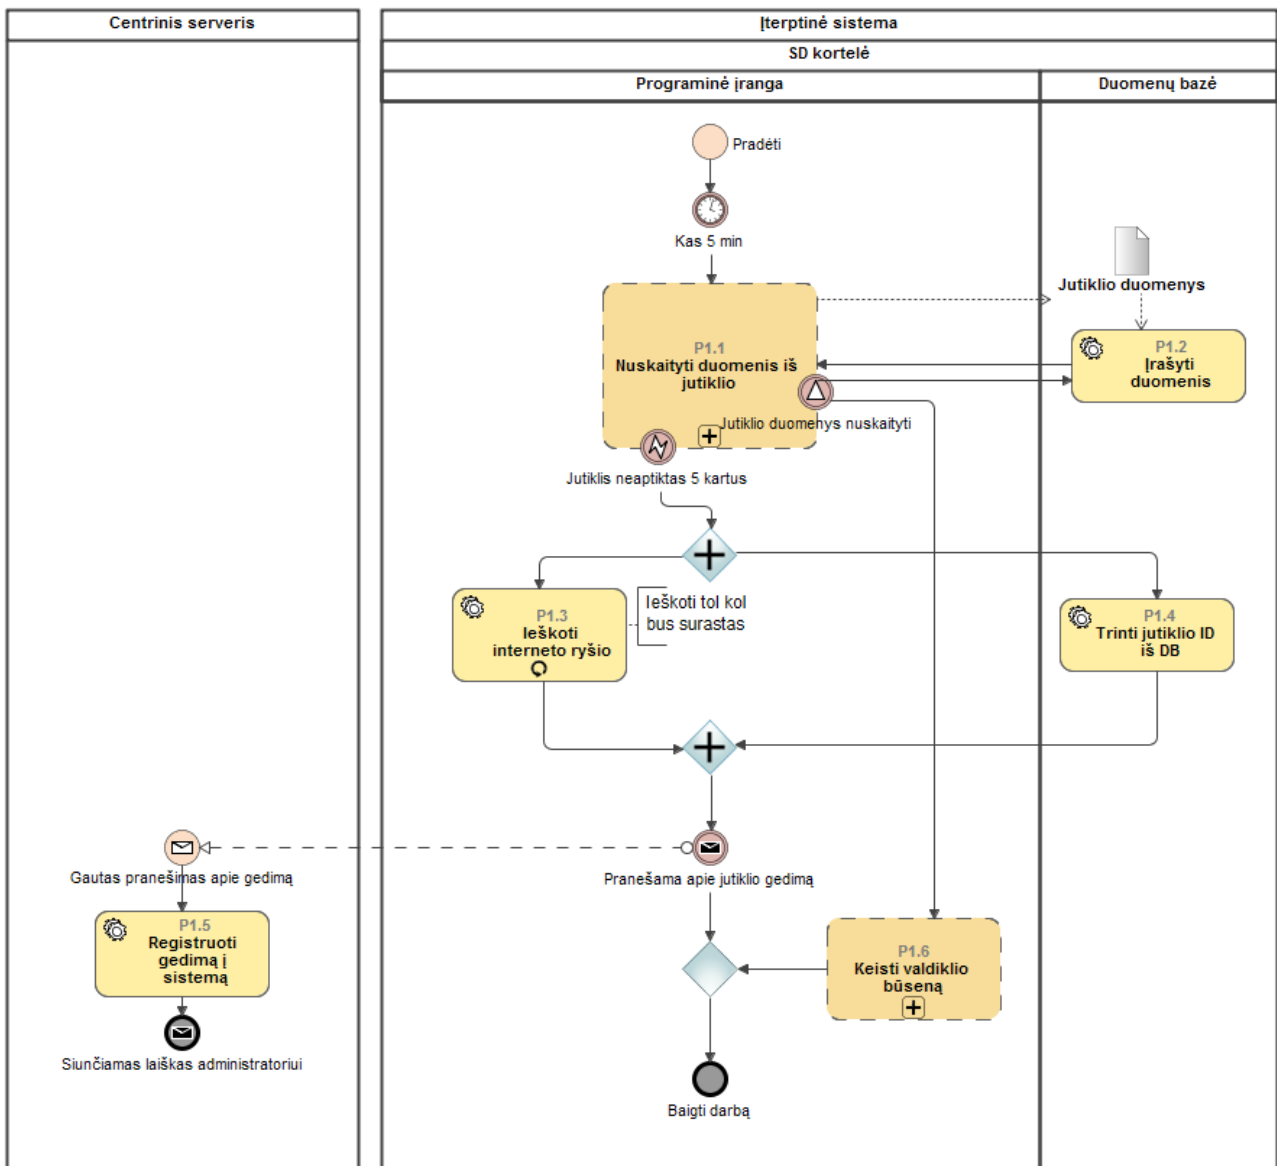 Centrinis serveris
Įterptinė sistema
SD kortelė
Programinė įranga
Duomenų bazė
Pradėti
Kas 5 min
Jutiklio duomenys
P1.1
Nuskaityti duomenis iš
jutiklio
P1.2
Įrašyti
duomenis
Jutiklio duomenys nuskaityti
Jutiklis neaptiktas 5 kartus
P1.3
Ieškoti
interneto ryšio
Ieškoti tol kol
bus surastas
P1.4
Trinti jutiklio ID
iš DB
Gautas pranešimas apie gedimą
Pranešama apie jutiklio gedimą
P1.5
Registruoti
gedimą į
sistemą
P1.6
Keisti valdiklio
būseną
Siunčiamas laiškas administratoriui
Baigti darbą